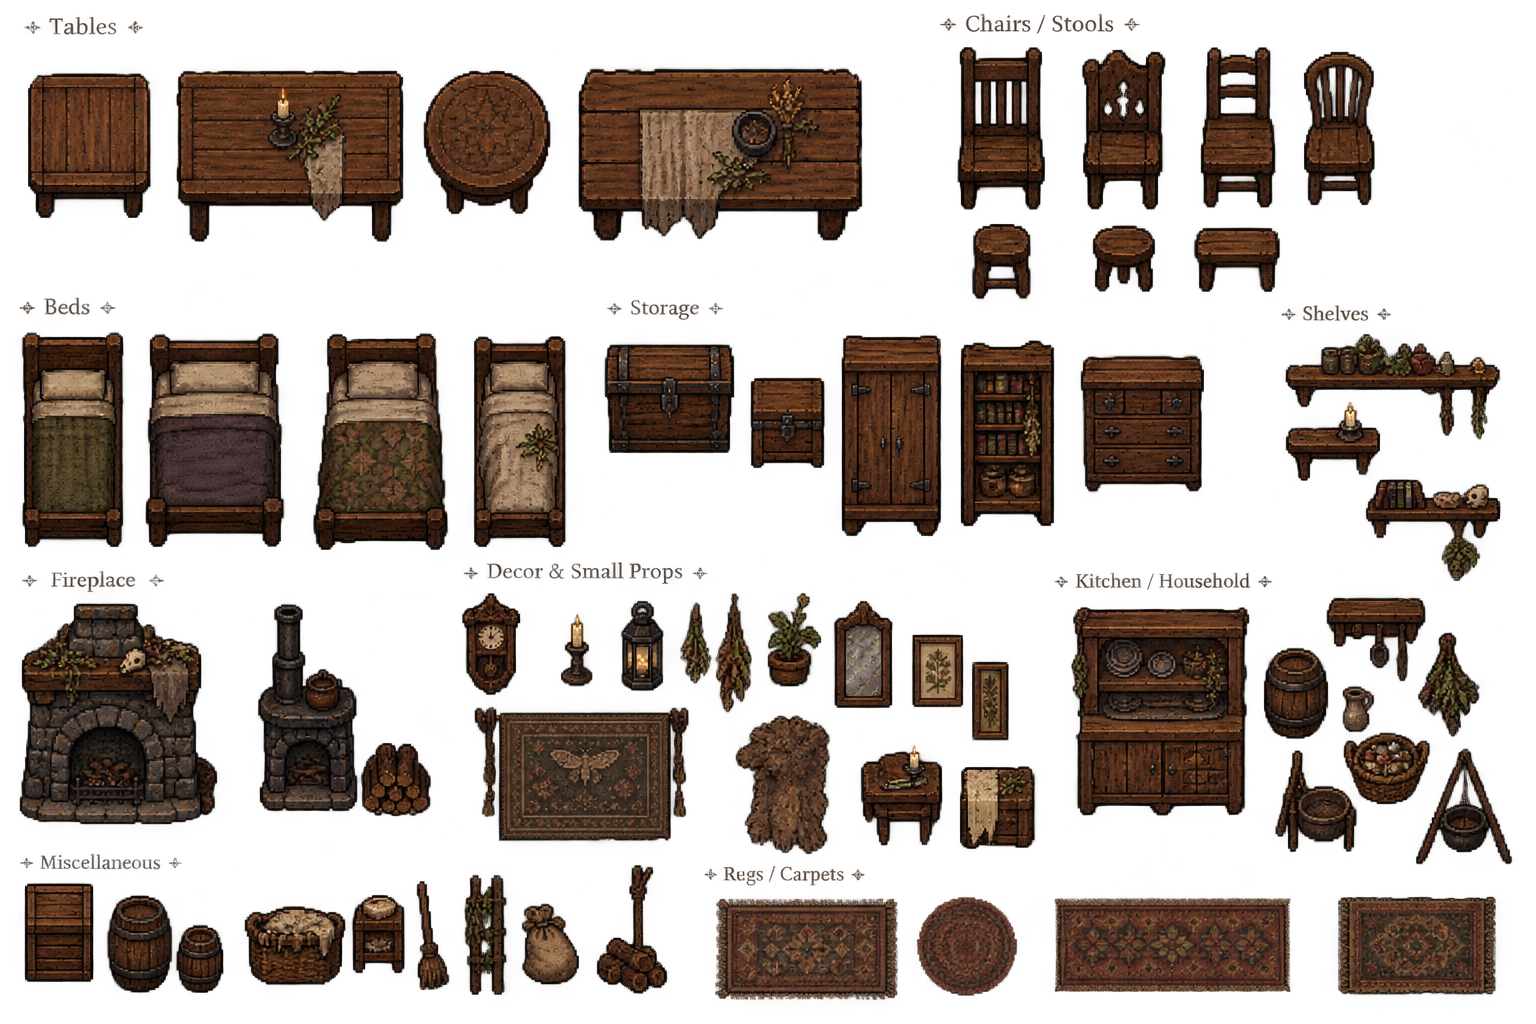 Tables
Chairs / Stools
Beds
Storage
Shelves
Fireplace
Decor & Small Props
Kitchen / Household
Miscellaneous
Regs / Carpets